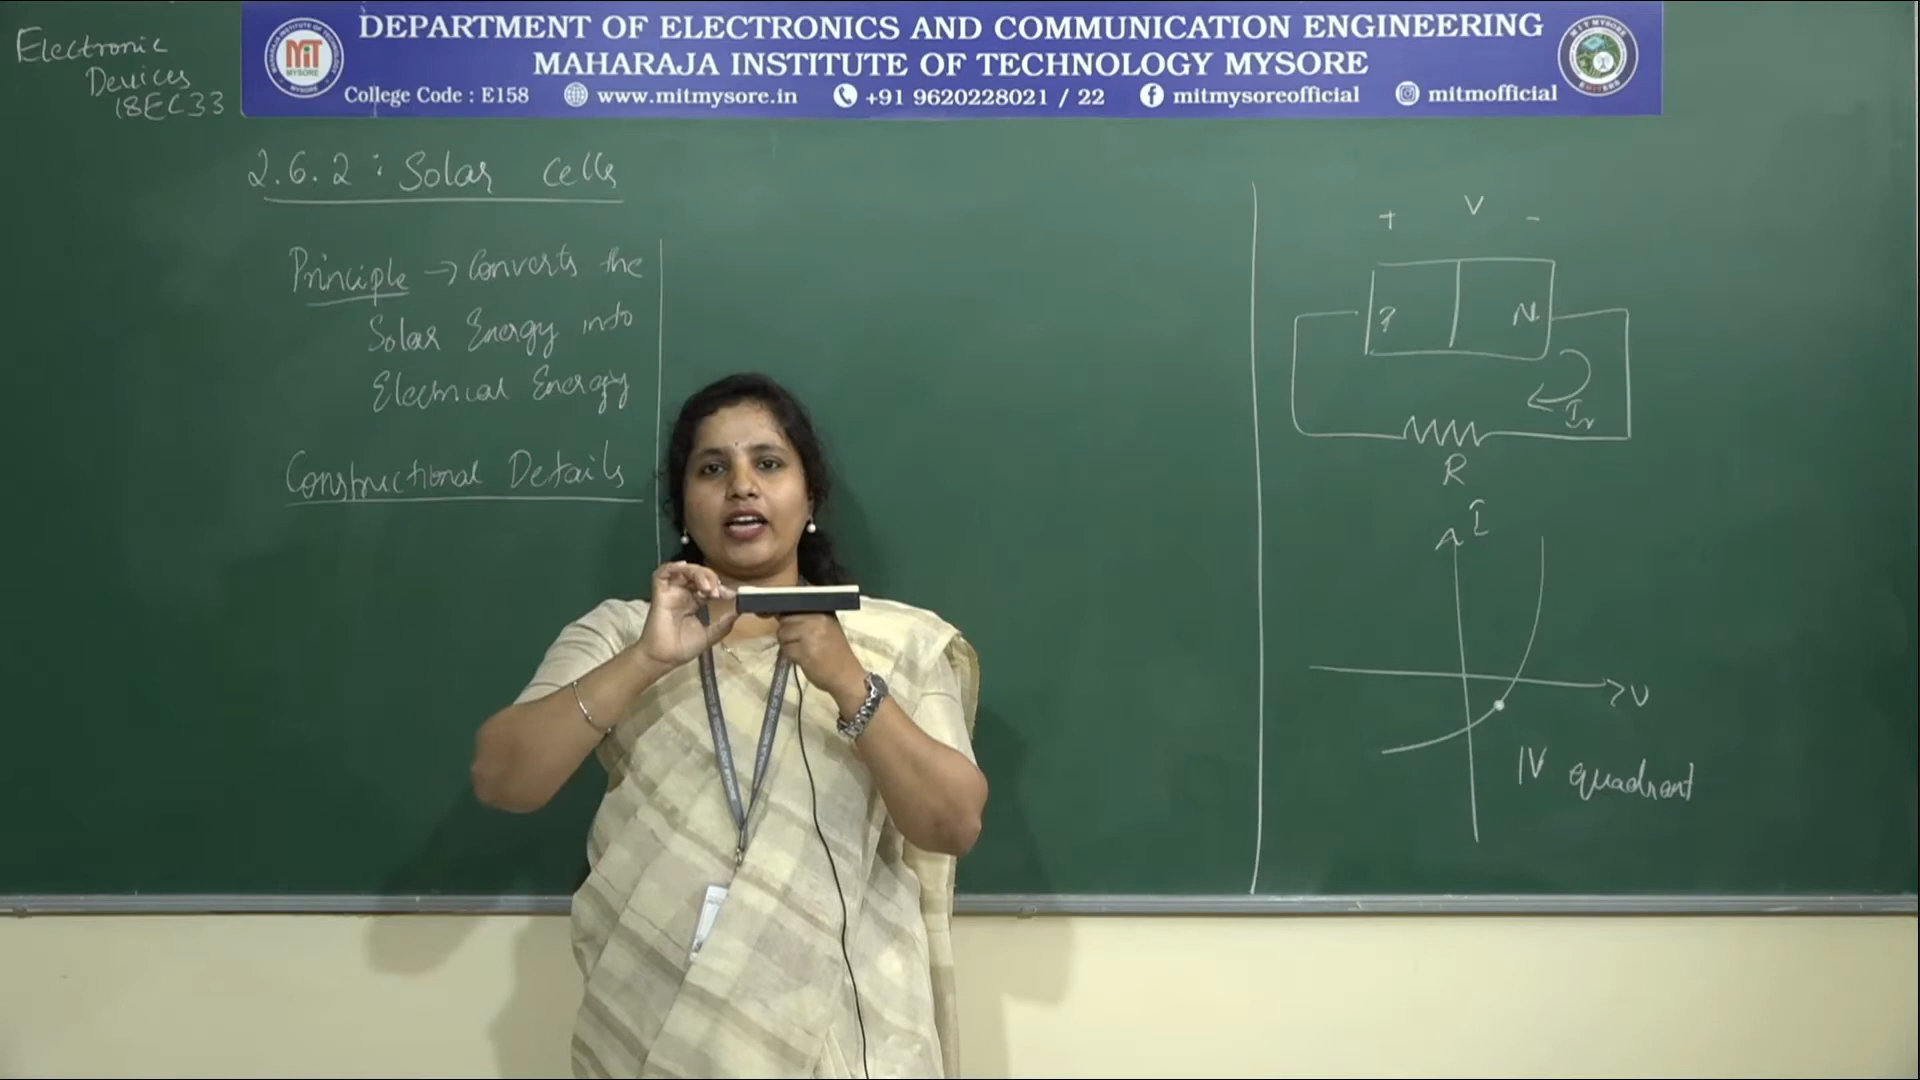 Electronic
Devices
18EC33
DEPARTMENT OF ELECTRONICS AND COMMUNICATION ENGINEERING
MAHARAJA INSTITUTE OF TECHNOLOGY MYSORE
College Code : E158 www.mitmysore.in +91 9620228021 / 22 mitmysoreofficial mitmofficial
MIT
MYSORE
2.6.2 : Solar cells
Principle → Converts the
Solar Energy into
Electrical Energy
Constructional Details
+ V -
P N
Ir
R
I
V
IV quadrant